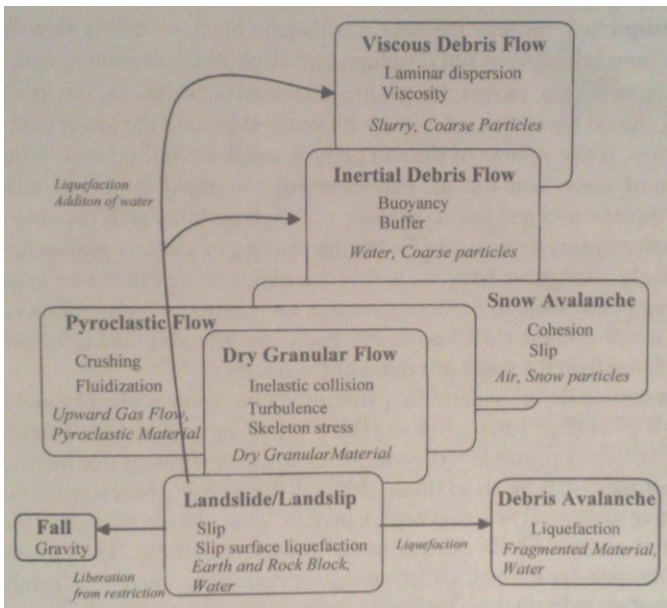 Viscous Debris Flow
Laminar dispersion
Viscosity
Slurry, Coarse Particles
Liquefaction
Additon of water
Inertial Debris Flow
Buoyancy
Buffer
Water, Coarse particles
Snow Avalanche
Cohesion
Slip
Air, Snow particles
Pyroclastic Flow
Crushing
Fluidization
Upward Gas Flow,
Pyroclastic Material
Dry Granular Flow
Inelastic collision
Turbulence
Skeleton stress
Dry Granular Material
Landslide/Landslip
Slip
Slip surface liquefaction
Earth and Rock Block,
Water
Fall
Gravity
Liberation
from restriction
Liquefaction
Debris Avalanche
Liquefaction
Fragmented Material,
Water